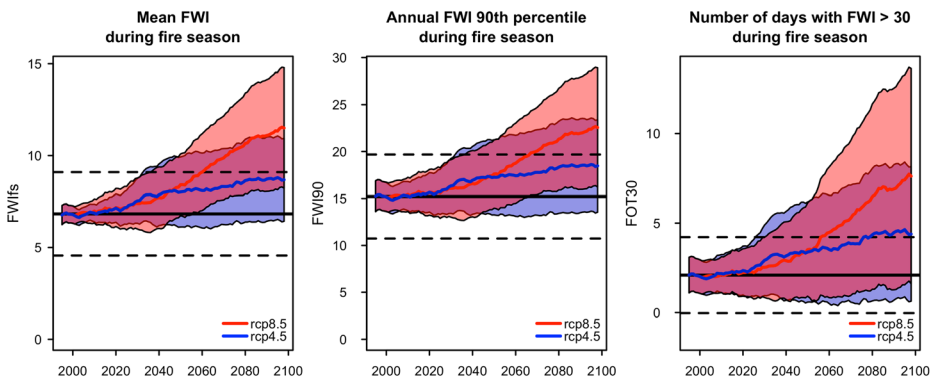 Mean FWI
during fire season
FWIfs
15
10
5
0
2000 2020 2040 2060 2080 2100
rcp8.5
rcp4.5
Annual FWI 90th percentile
during fire season
FWI90
30
25
20
15
10
5
0
2000 2020 2040 2060 2080 2100
rcp8.5
rcp4.5
Number of days with FWI > 30
during fire season
FOT30
10
5
0
2000 2020 2040 2060 2080 2100
rcp8.5
rcp4.5